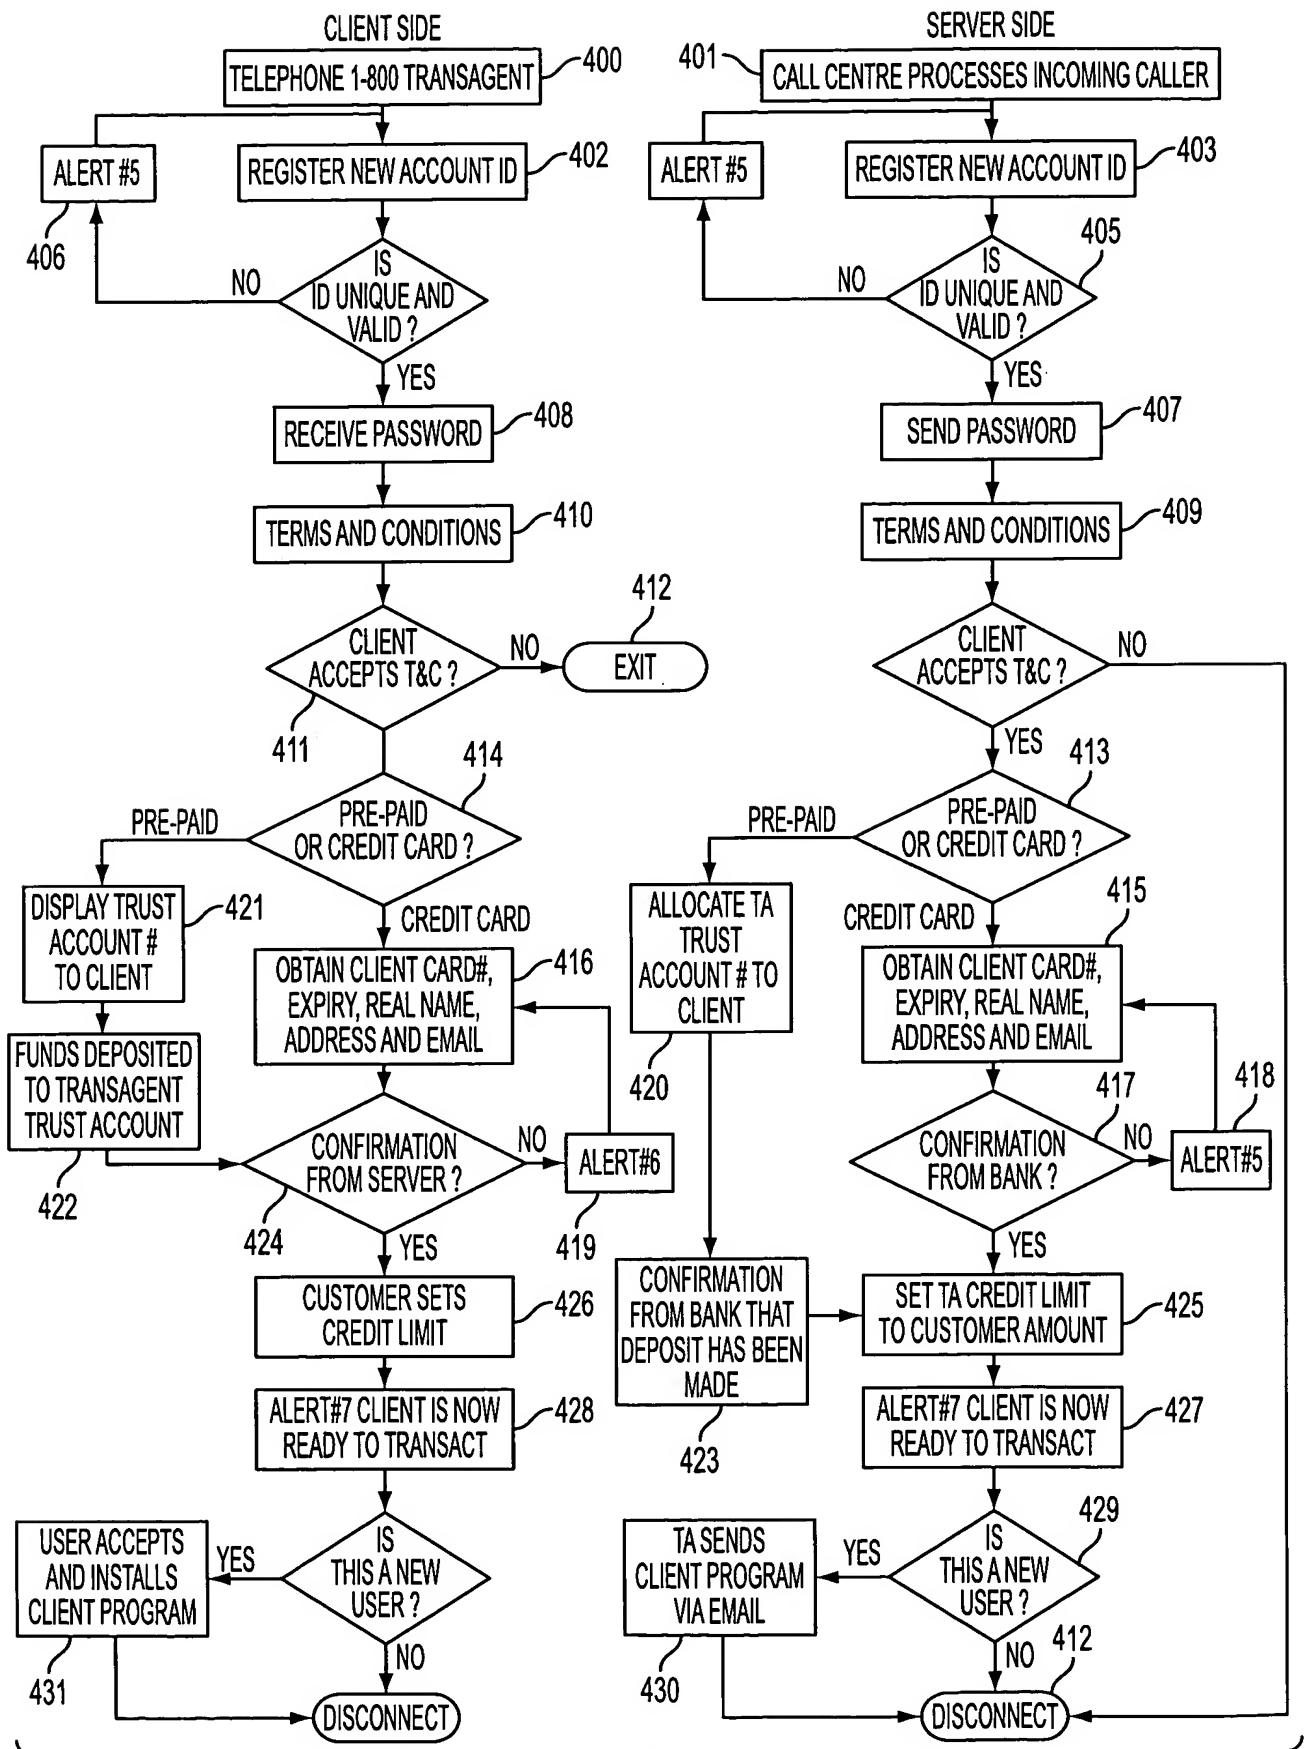 CLIENT SIDE
TELEPHONE 1-800 TRANSAGENT
400
ALERT #5
406
REGISTER NEW ACCOUNT ID
402
IS
ID UNIQUE AND
VALID ?
NO
YES
RECEIVE PASSWORD
408
TERMS AND CONDITIONS
410
CLIENT
ACCEPTS T&C ?
411
NO
EXIT
412
PRE-PAID
OR CREDIT CARD ?
414
PRE-PAID
CREDIT CARD
DISPLAY TRUST
ACCOUNT #
TO CLIENT
421
FUNDS DEPOSITED
TO TRANSAGENT
TRUST ACCOUNT
422
OBTAIN CLIENT CARD#,
EXPIRY, REAL NAME,
ADDRESS AND EMAIL
416
CONFIRMATION
FROM SERVER ?
424
NO
ALERT#6
419
YES
CUSTOMER SETS
CREDIT LIMIT
426
ALERT#7 CLIENT IS NOW
READY TO TRANSACT
428
IS
THIS A NEW
USER ?
YES
USER ACCEPTS
AND INSTALLS
CLIENT PROGRAM
431
NO
DISCONNECT
SERVER SIDE
401
CALL CENTRE PROCESSES INCOMING CALLER
ALERT #5
REGISTER NEW ACCOUNT ID
403
IS
ID UNIQUE AND
VALID ?
405
NO
YES
SEND PASSWORD
407
TERMS AND CONDITIONS
409
CLIENT
ACCEPTS T&C ?
NO
YES
PRE-PAID
OR CREDIT CARD ?
413
PRE-PAID
CREDIT CARD
ALLOCATE TA
TRUST
ACCOUNT # TO
CLIENT
420
OBTAIN CLIENT CARD#,
EXPIRY, REAL NAME,
ADDRESS AND EMAIL
415
CONFIRMATION
FROM BANK ?
417
NO
ALERT#5
418
YES
CONFIRMATION
FROM BANK THAT
DEPOSIT HAS BEEN
MADE
423
SET TA CREDIT LIMIT
TO CUSTOMER AMOUNT
425
ALERT#7 CLIENT IS NOW
READY TO TRANSACT
427
IS
THIS A NEW
USER ?
429
YES
TA SENDS
CLIENT PROGRAM
VIA EMAIL
430
NO
412
DISCONNECT